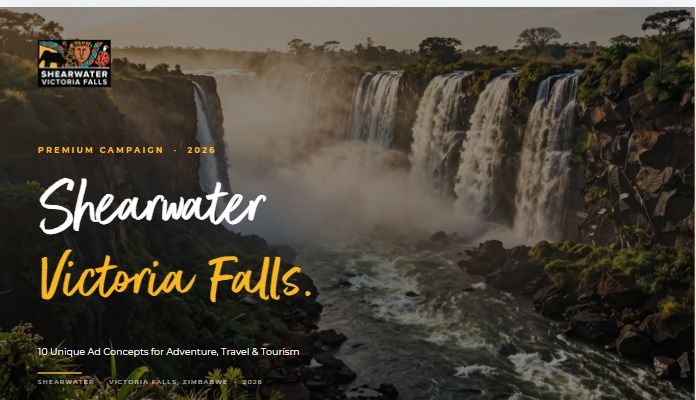 SHEARWATER
VICTORIA FALLS
PREMIUM CAMPAIGN · 2026
Shearwater
Victoria Falls.
10 Unique Ad Concepts for Adventure, Travel & Tourism
SHEARWATER · VICTORIA FALLS, ZIMBABWE · 2026